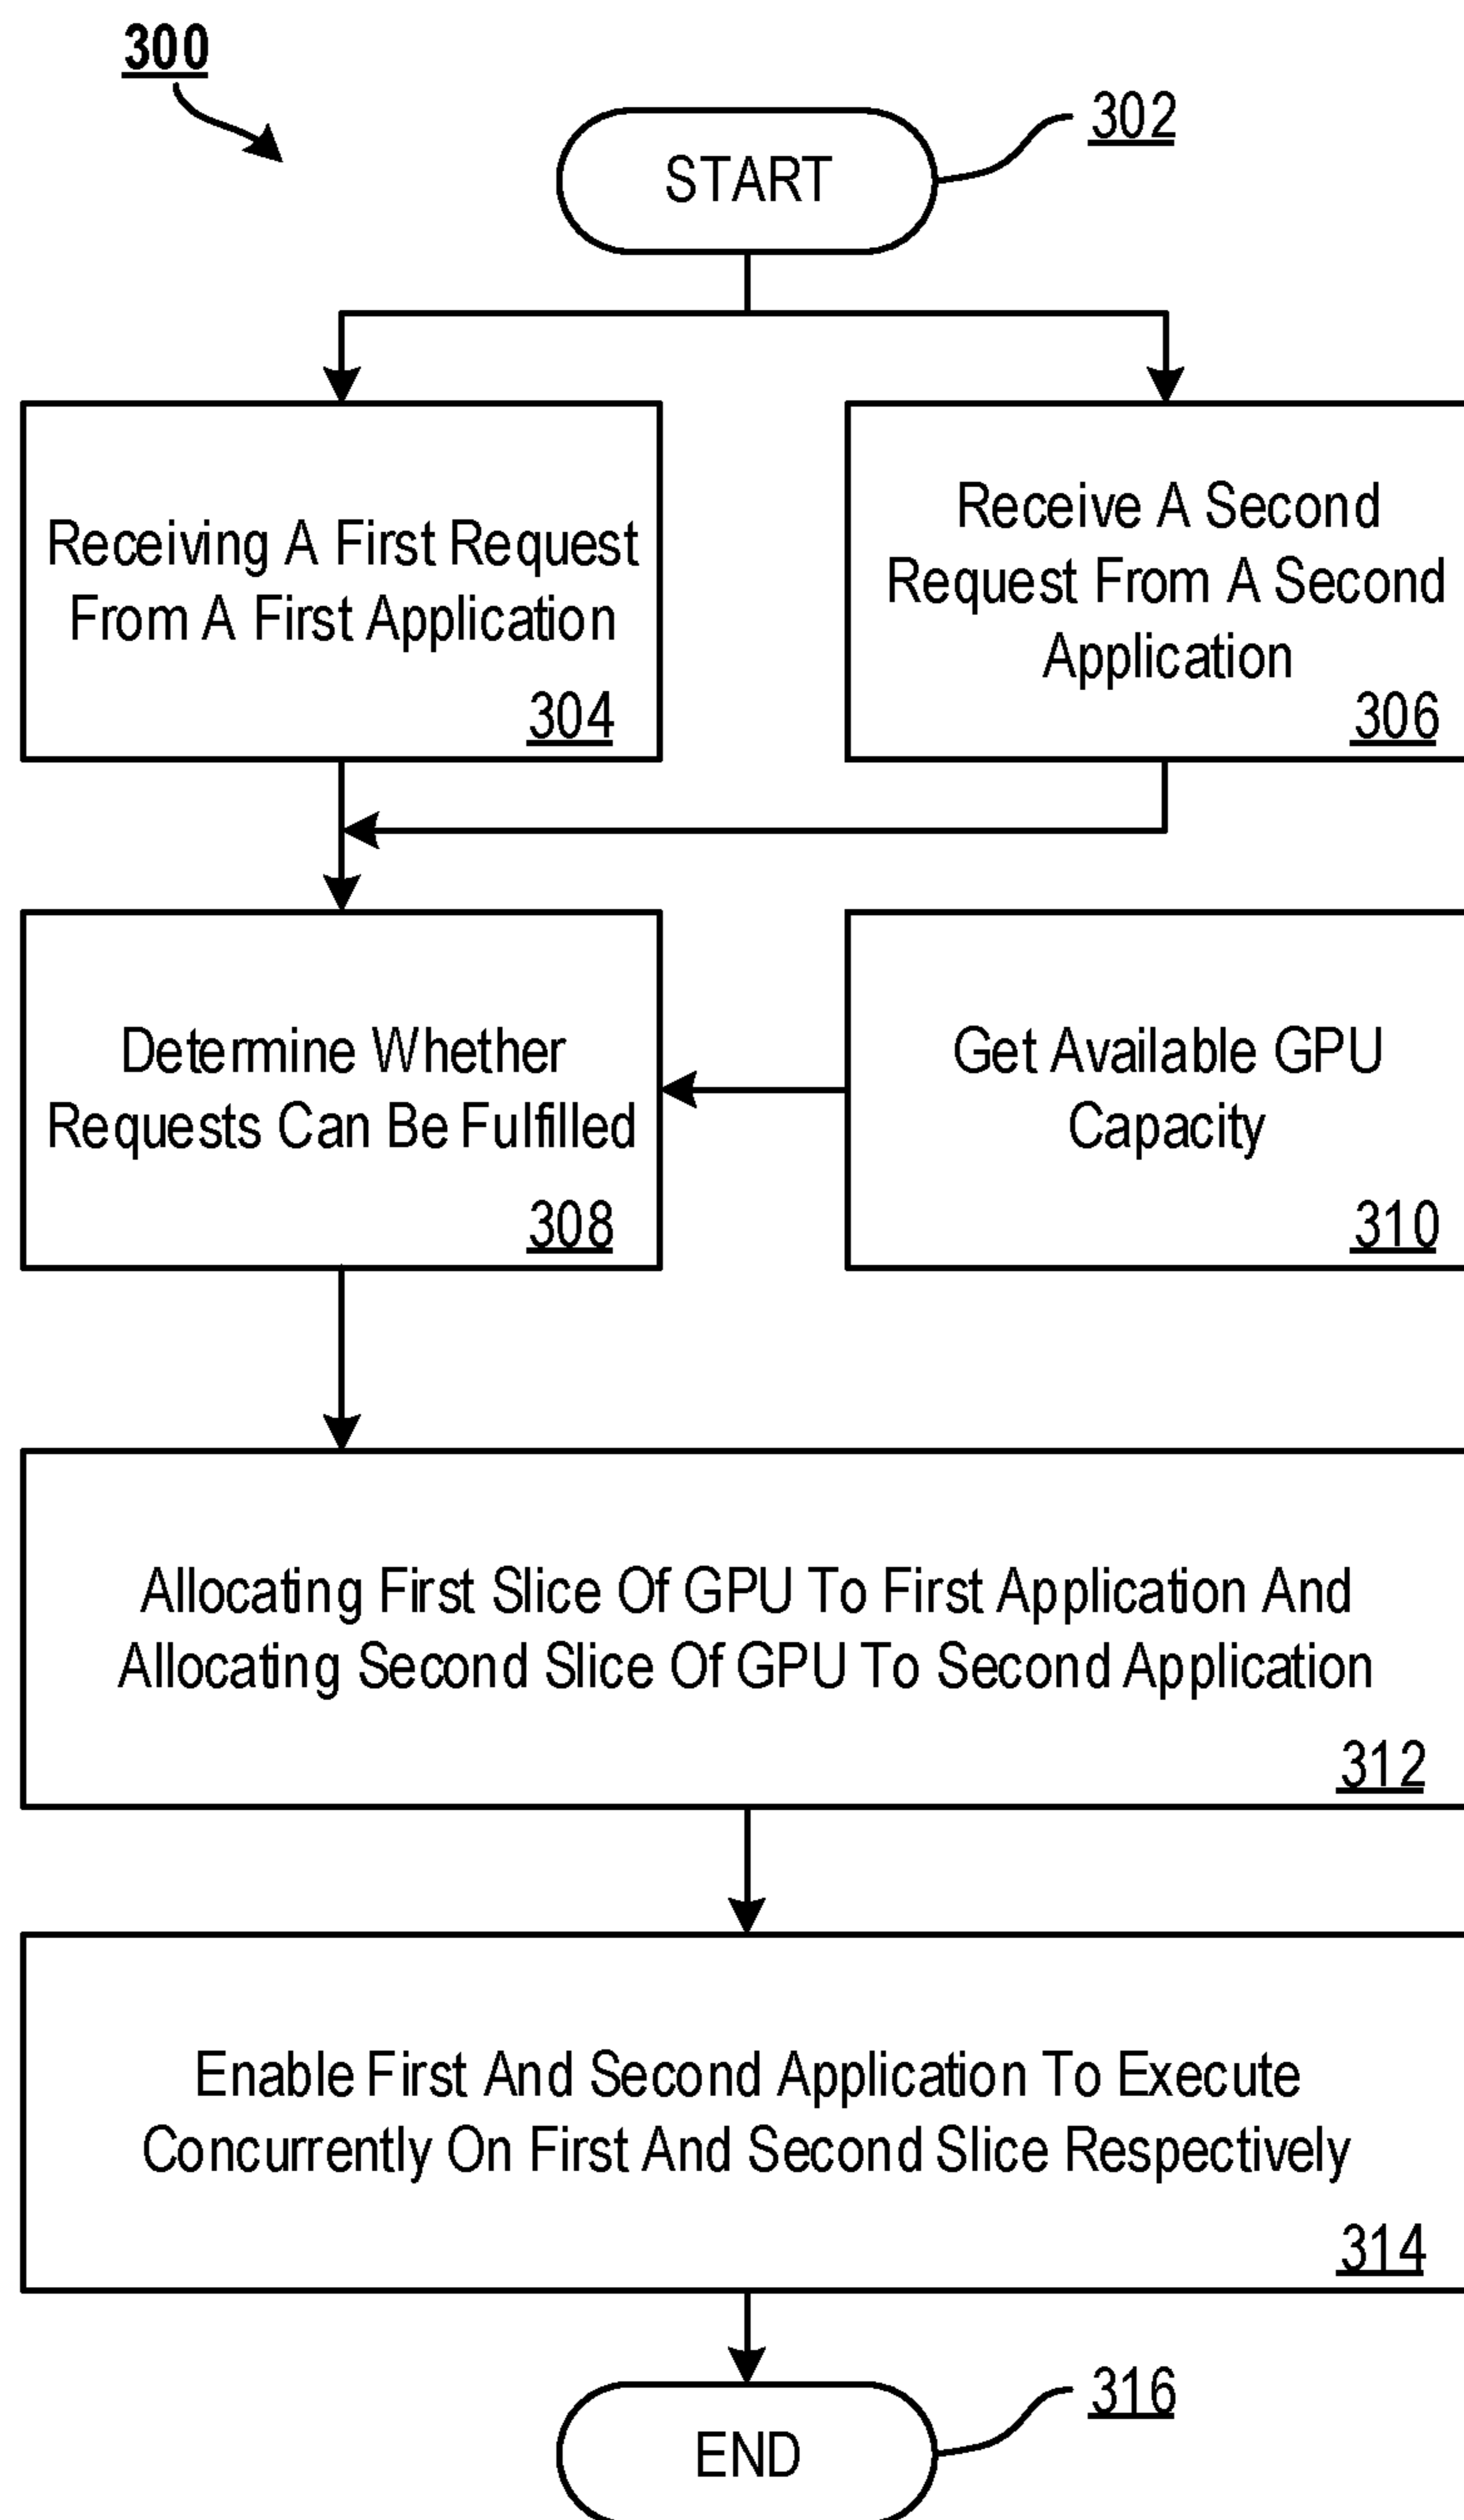 300
302
START
Receiving A First Request
From A First Application
304
Receive A Second
Request From A Second
Application
306
Determine Whether
Requests Can Be Fulfilled
308
Get Available GPU
Capacity
310
Allocating First Slice Of GPU To First Application And
Allocating Second Slice Of GPU To Second Application
312
Enable First And Second Application To Execute
Concurrently On First And Second Slice Respectively
314
316
END